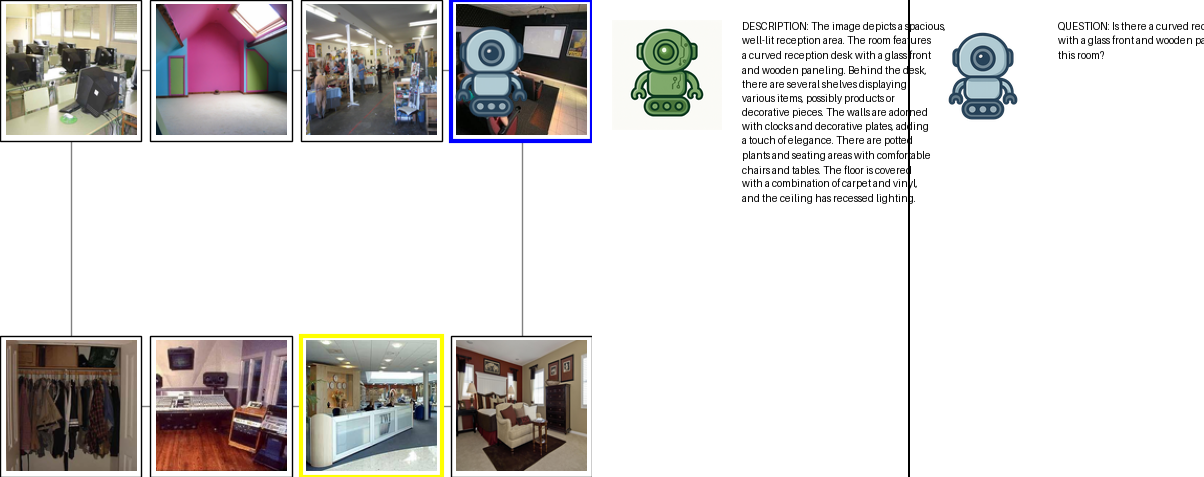 DESCRIPTION: The image depicts a spacious,
well-lit reception area. The room features
a curved reception desk with a glass front
and wooden paneling. Behind the desk,
there are several shelves displaying
various items, possibly products or
decorative pieces. The walls are adorned
with clocks and decorative plates, adding
a touch of elegance. There are potted
plants and seating areas with comfortable
chairs and tables. The floor is covered
with a combination of carpet and vinyl,
and the ceiling has recessed lighting.
QUESTION: Is there a curved
with a glass front and wooden
this room?